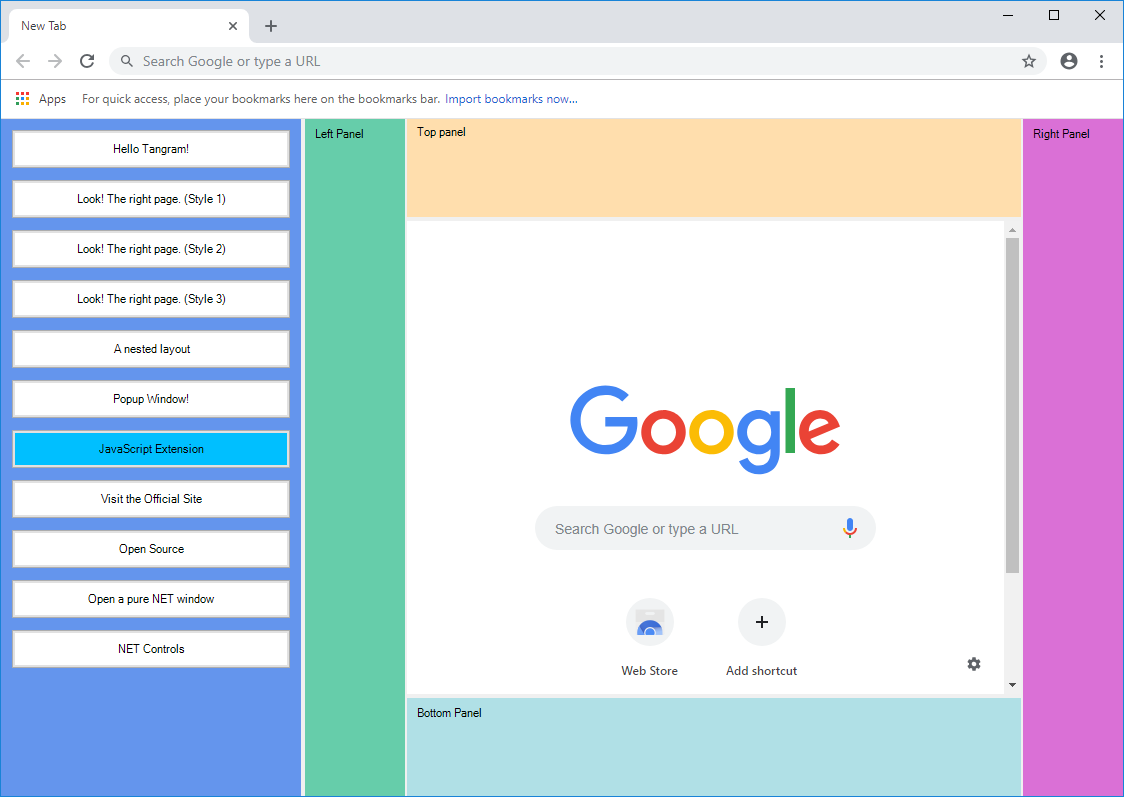 New Tab
Search Google or type a URL
Apps For quick access, place your bookmarks here on the bookmarks bar. Import bookmarks now...
Hello Tangram!
Look! The right page. (Style 1)
Look! The right page. (Style 2)
Look! The right page. (Style 3)
A nested layout
Popup Window!
JavaScript Extension
Visit the Official Site
Open Source
Open a pure NET window
NET Controls
Left Panel
Top panel
Google
Search Google or type a URL
Web Store
Add shortcut
Bottom Panel
Right Panel